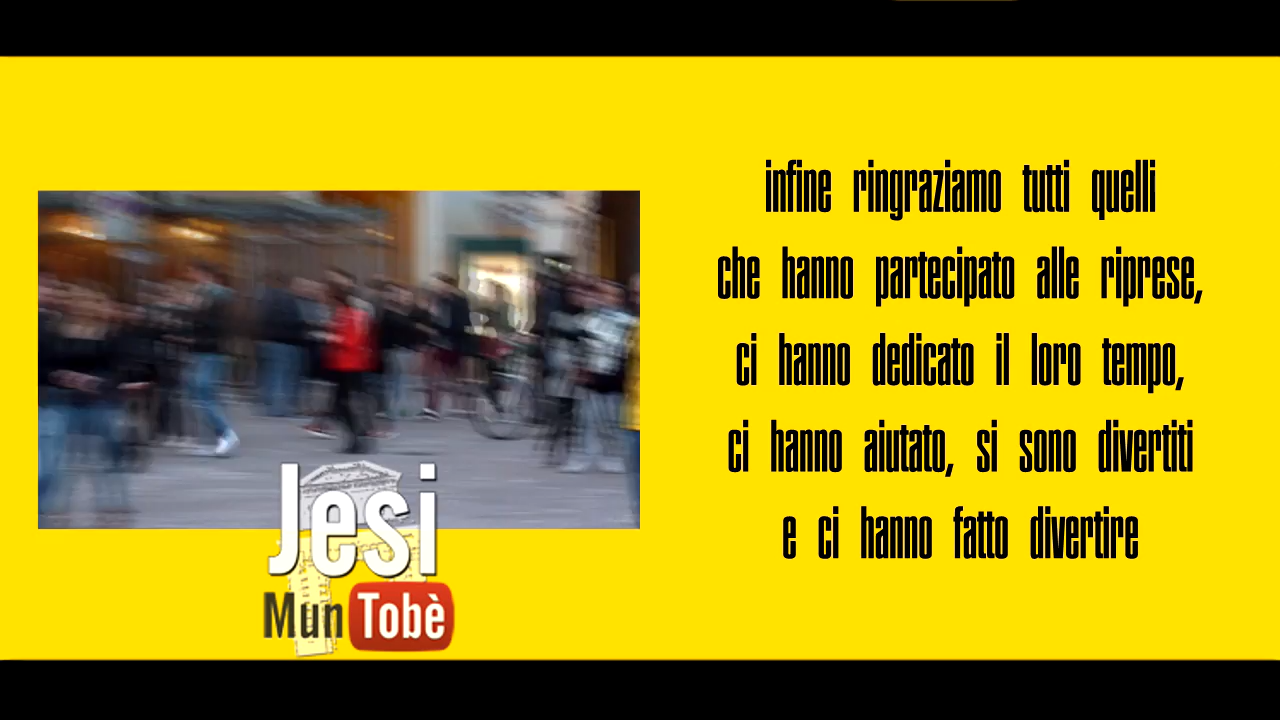 infine ringraziamo tutti quelli
che hanno partecipato alle riprese,
ci hanno dedicato il loro tempo,
ci hanno aiutato, si sono divertiti
e ci hanno fatto divertire
Jesi
Mun Tobè